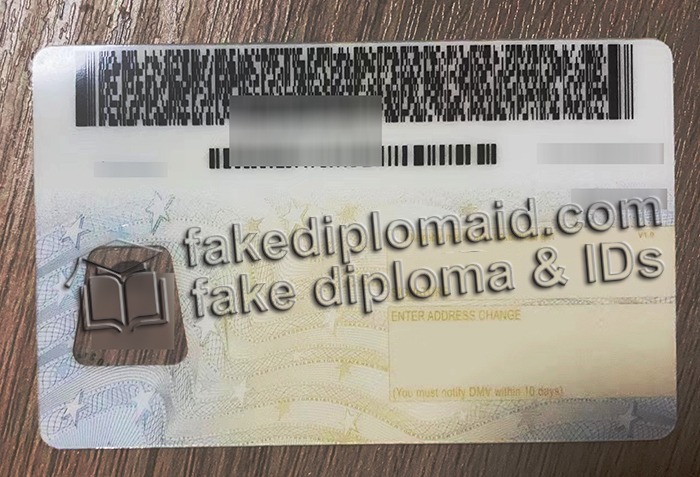 fakediplomaid.com
fake diploma & IDs
ENTER ADDRESS CHANGE
(You must notify DMV within 10 days)